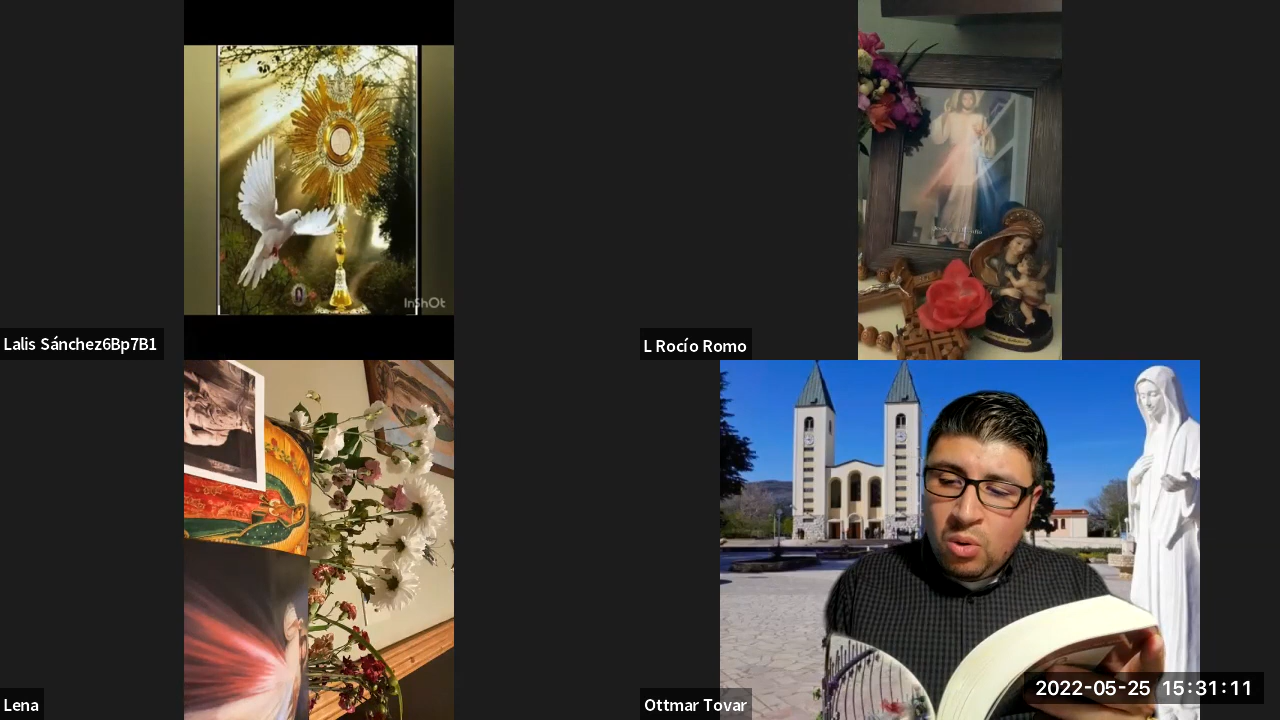 InShOt
Lalis Sánchez6Bp7B1
L Rocío Romo
Lena
Ottmar Tovar
2022-05-25 15:31:11